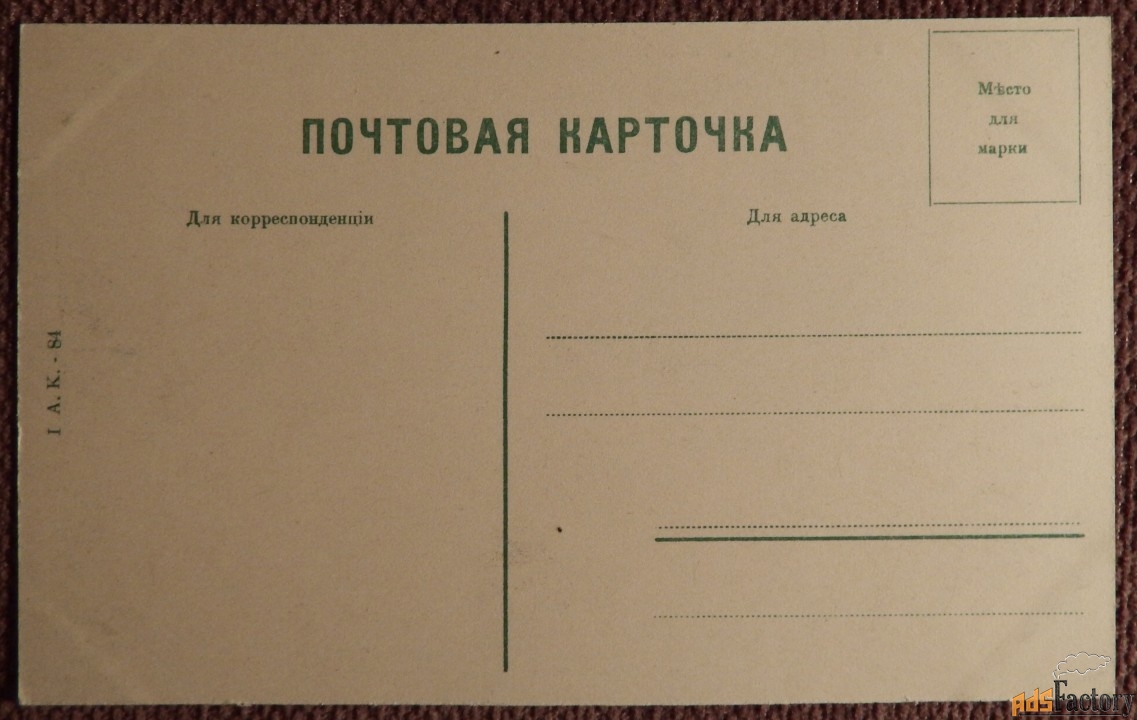 Мѣсто
для
марки
ПОЧТОВАЯ КАРТОЧКА
Для корреспонденціи
Для адреса
I А. К. - 84
AdsFactory